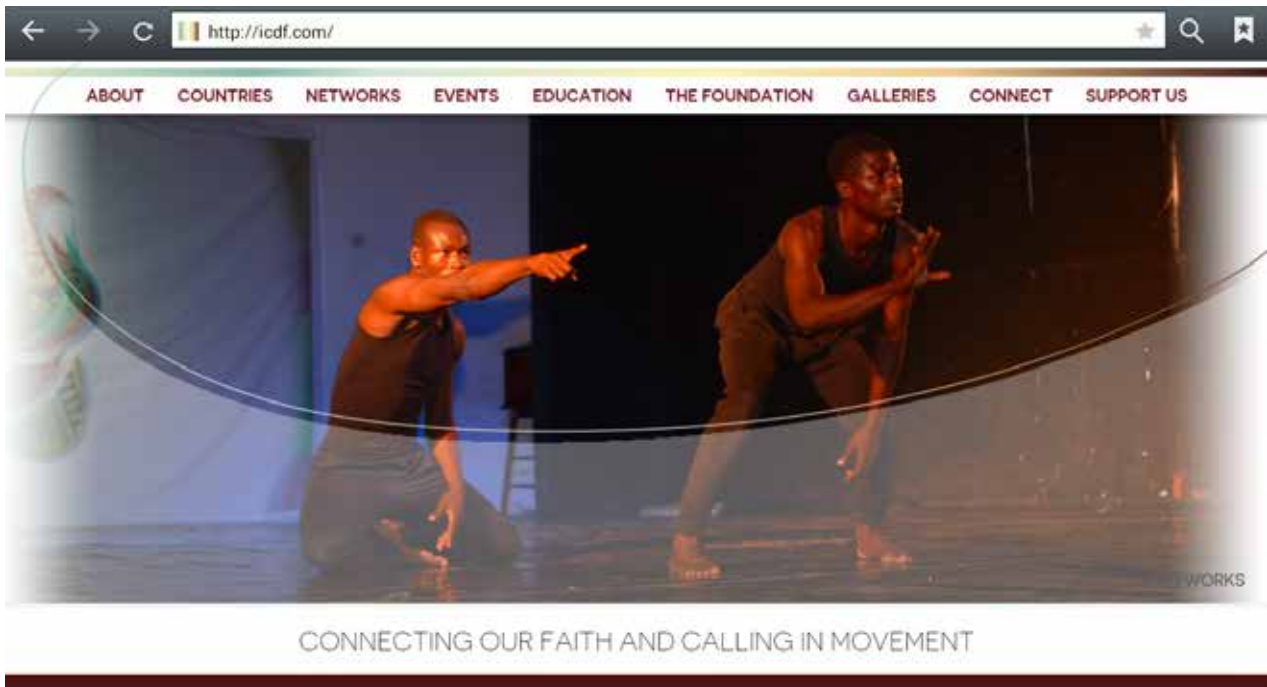 http://icdf.com/
ABOUT COUNTRIES NETWORKS EVENTS EDUCATION THE FOUNDATION GALLERIES CONNECT SUPPORT US
WORKS
CONNECTING OUR FAITH AND CALLING IN MOVEMENT